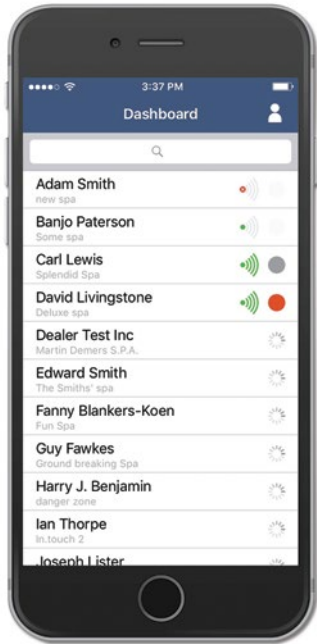 3:37 PM
Dashboard
Adam Smith
new spa
Banjo Paterson
Some spa
Carl Lewis
Splendid Spa
David Livingstone
Deluxe spa
Dealer Test Inc
Martin Demers S.P.A.
Edward Smith
The Smiths' spa
Fanny Blankers-Koen
Fun Spa
Guy Fawkes
Ground breaking Spa
Harry J. Benjamin
danger zone
Ian Thorpe
In.touch 2
Joseph Lister